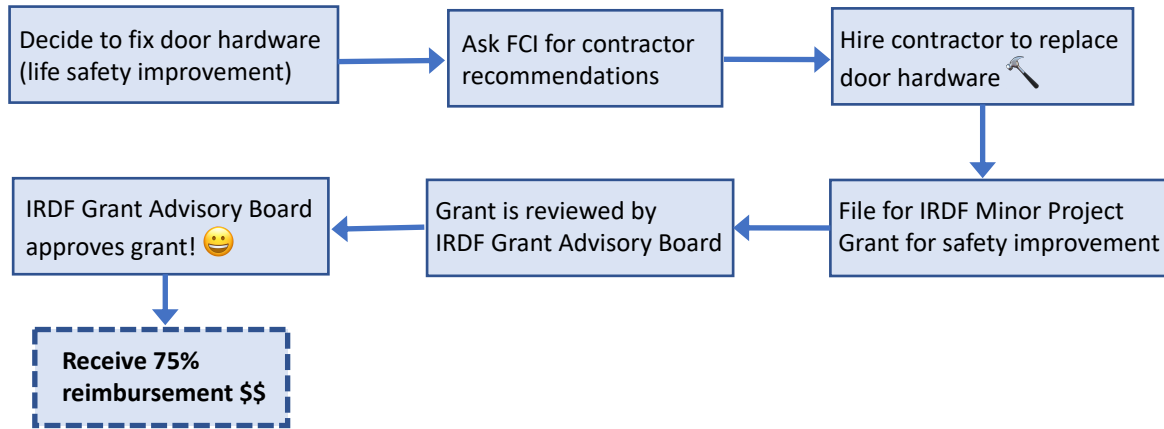 Decide to fix door hardware
(life safety improvement)
Ask FCI for contractor
recommendations
Hire contractor to replace
door hardware 🔨
File for IRDF Minor Project
Grant for safety improvement
Grant is reviewed by
IRDF Grant Advisory Board
IRDF Grant Advisory Board
approves grant! 😀
Receive 75%
reimbursement $$